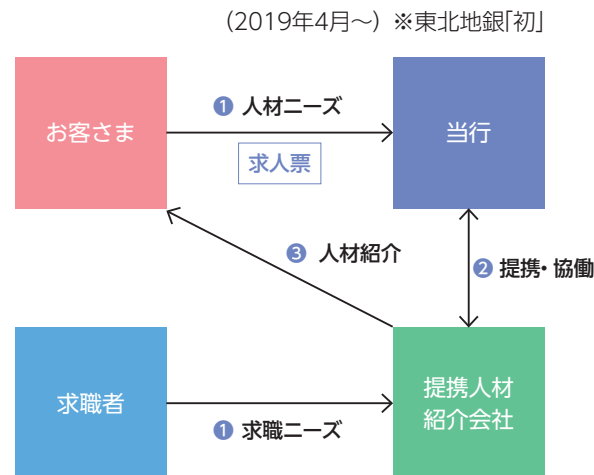 (2019年4月～) ※東北地銀｢初｣
お客さま
❶ 人材ニーズ
求人票
当行
❸ 人材紹介
❷ 提携・協働
求職者
❶ 求職ニーズ
提携人材
紹介会社